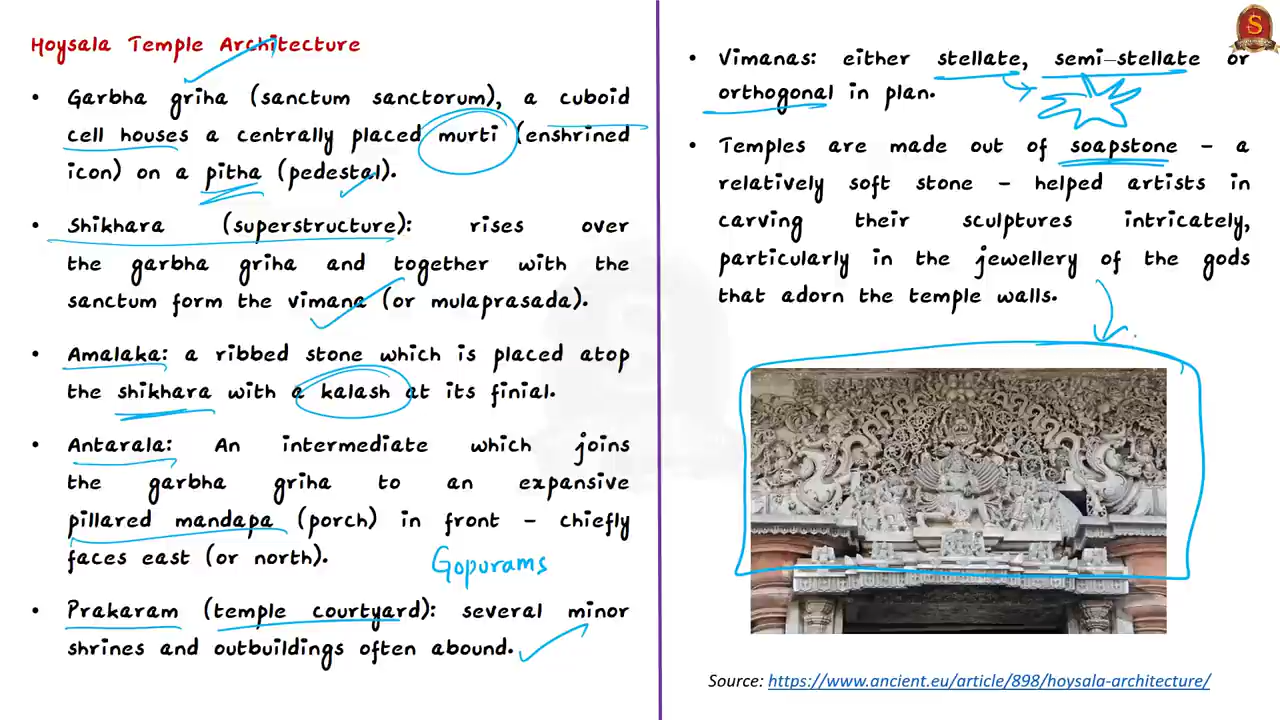 Hoysala Temple Architecture
• Garbha griha (sanctum sanctorum), a cuboid
cell houses a centrally placed murti (enshrined
icon) on a pitha (pedestal).
• Shikhara (superstructure): rises over
the garbha griha and together with the
sanctum form the vimana (or mulaprasada).
• Amalaka: a ribbed stone which is placed atop
the shikhara with a kalash at its finial.
• Antarala: An intermediate which joins
the garbha griha to an expansive
pillared mandapa (porch) in front – chiefly
faces east (or north).
Gopurams
• Prakaram (temple courtyard): several minor
shrines and outbuildings often abound.
• Vimanas: either stellate, semi-stellate or
orthogonal in plan.
• Temples are made out of soapstone – a
relatively soft stone – helped artists in
carving their sculptures intricately,
particularly in the jewellery of the gods
that adorn the temple walls.
Source: https://www.ancient.eu/article/898/hoysala-architecture/
S